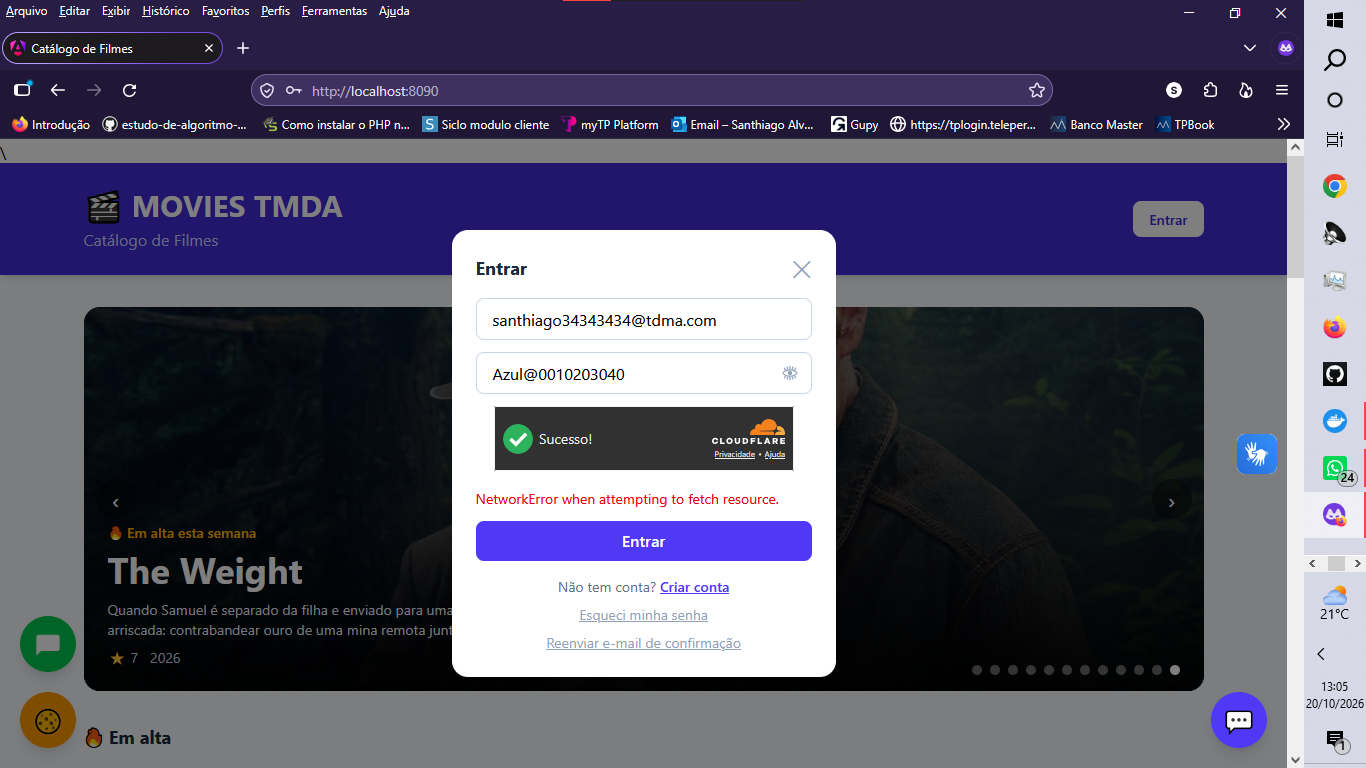 Arquivo Editar Exibir Histórico Favoritos Perfis Ferramentas Ajuda
Catálogo de Filmes
http://localhost:8090
S
Introdução estudo-de-algoritmo-... Como instalar o PHP n... Siclo modulo cliente myTP Platform Email – Santhiago Alv... Gupy https://tplogin.teleper... Banco Master TPBook
\
MOVIES TMDA
Catálogo de Filmes
Entrar
Entrar
santhiago34343434@tdma.com
Azul@0010203040
Sucesso!
CLOUDFLARE
Privacidade • Ajuda
NetworkError when attempting to fetch resource.
Entrar
Não tem conta? Criar conta
Esqueci minha senha
Reenviar e-mail de confirmação
Em alta esta semana
The Weight
Quando Samuel é separado da filha e enviado para uma
arriscada: contrabandear ouro de uma mina remota junt
7 2026
Em alta
24
21°C
13:05
20/10/2026
1